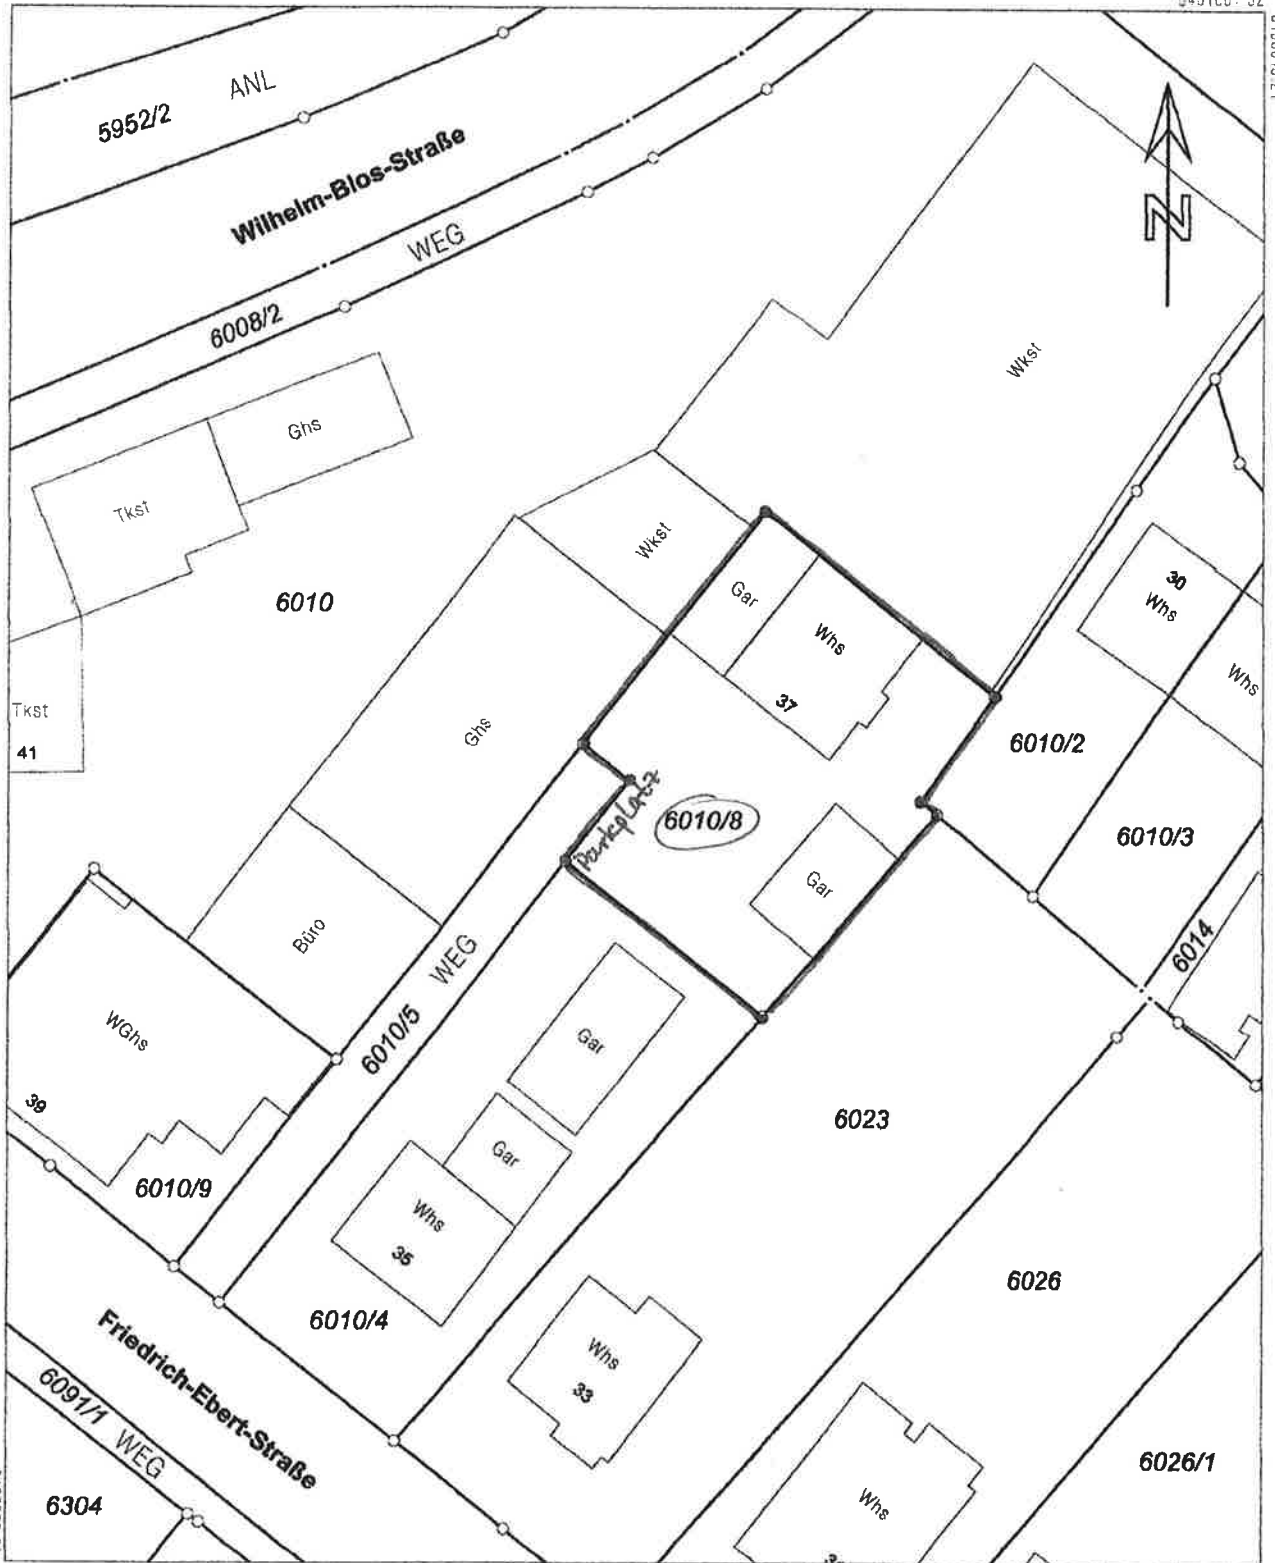 5952/2
ANL
Wilhelm-Blos-Straße
WEG
6008/2
N
Wkst
Ghs
Tkst
Wkst
6010
Gar
Whs
37
30
Whs
Whs
Tkst
41
Ghs
6010/2
Parkplatz
6010/8
6010/3
Gar
Büro
WEG
6010/5
6014
WGhs
39
Gar
6023
Gar
6010/9
Whs
35
6010/4
6026
Whs
33
Friedrich-Ebert-Straße
6091/1
WEG
6304
6026/1
Whs